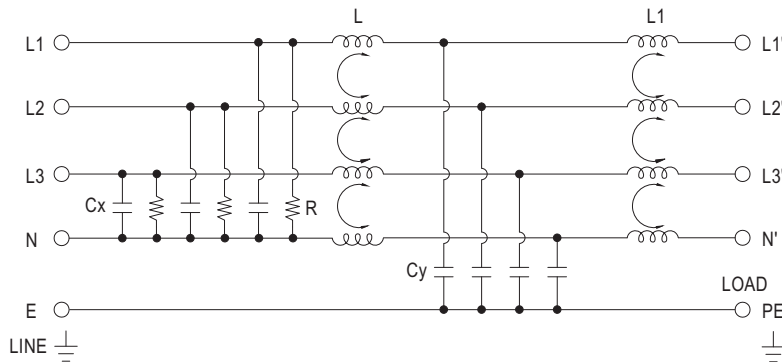 L L1
L1 L1'
L2 L2'
L3 L3'
Cx R
N N'
Cy
LOAD
E PE
LINE